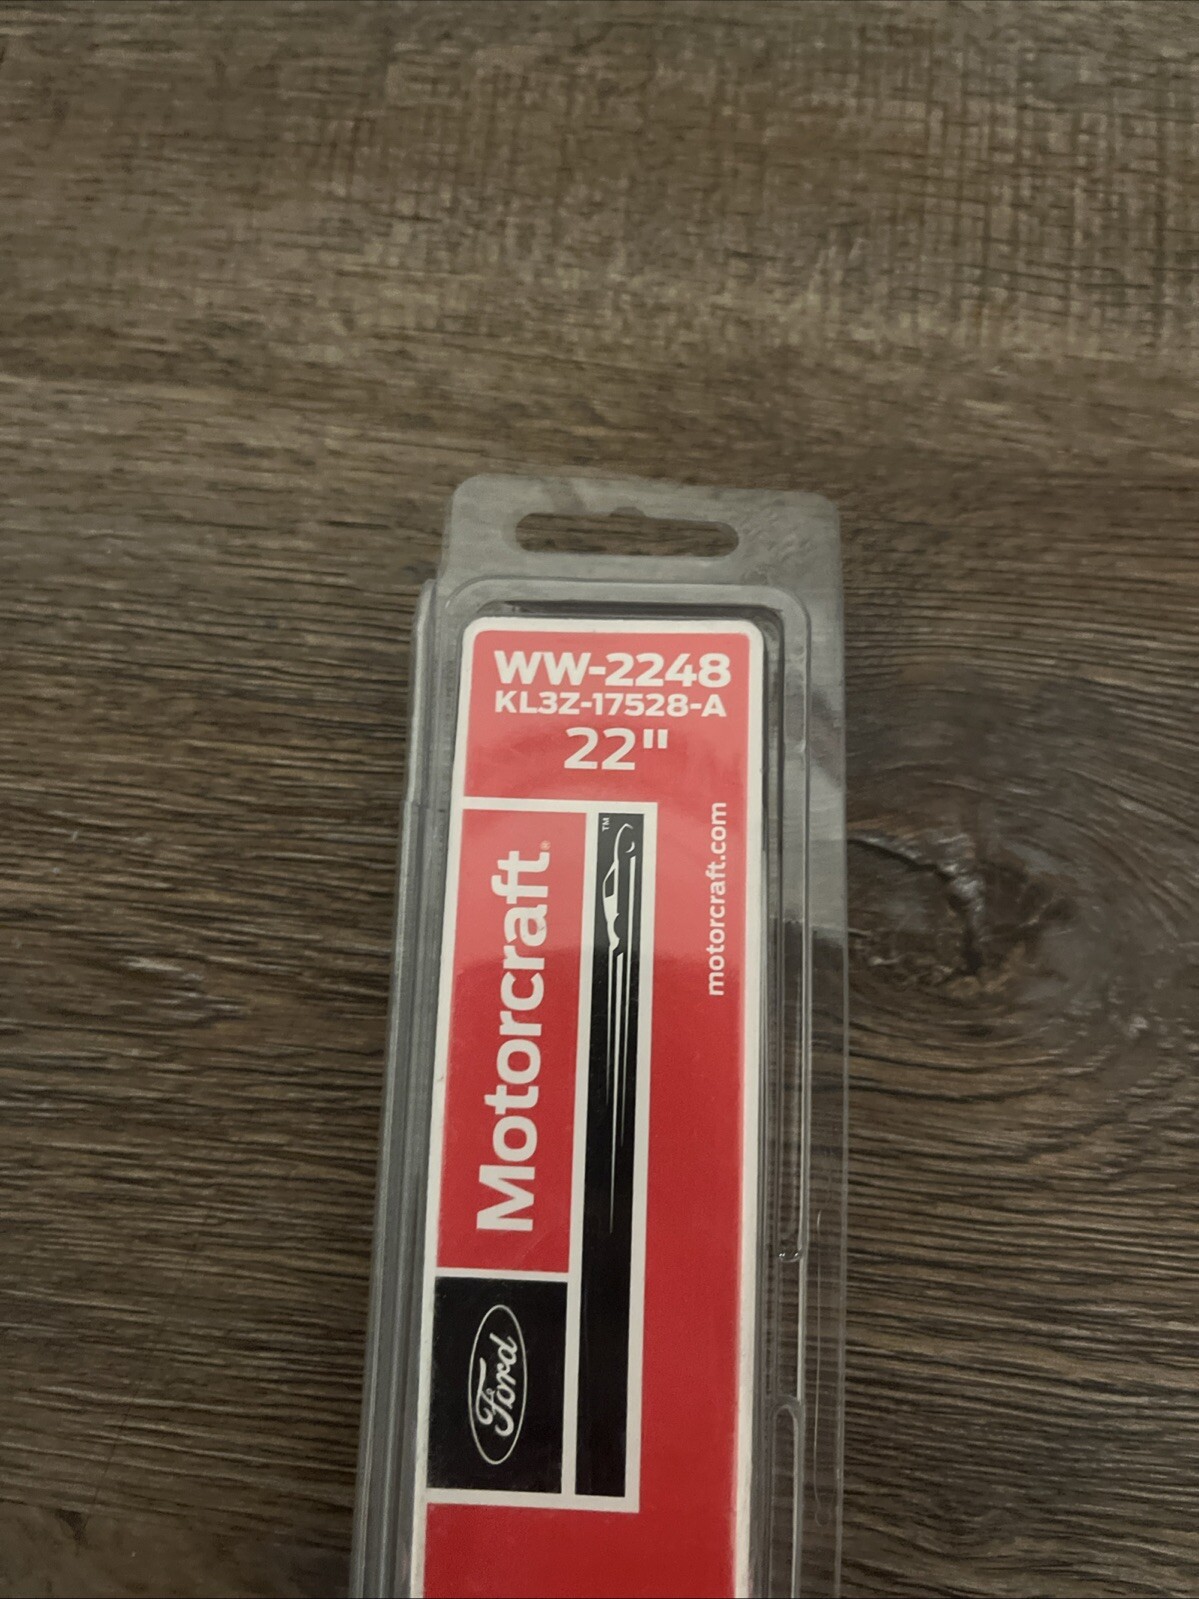 WW-2248
KL3Z-17528-A
22"
Motorcraft®
™
motorcraft.com
Ford